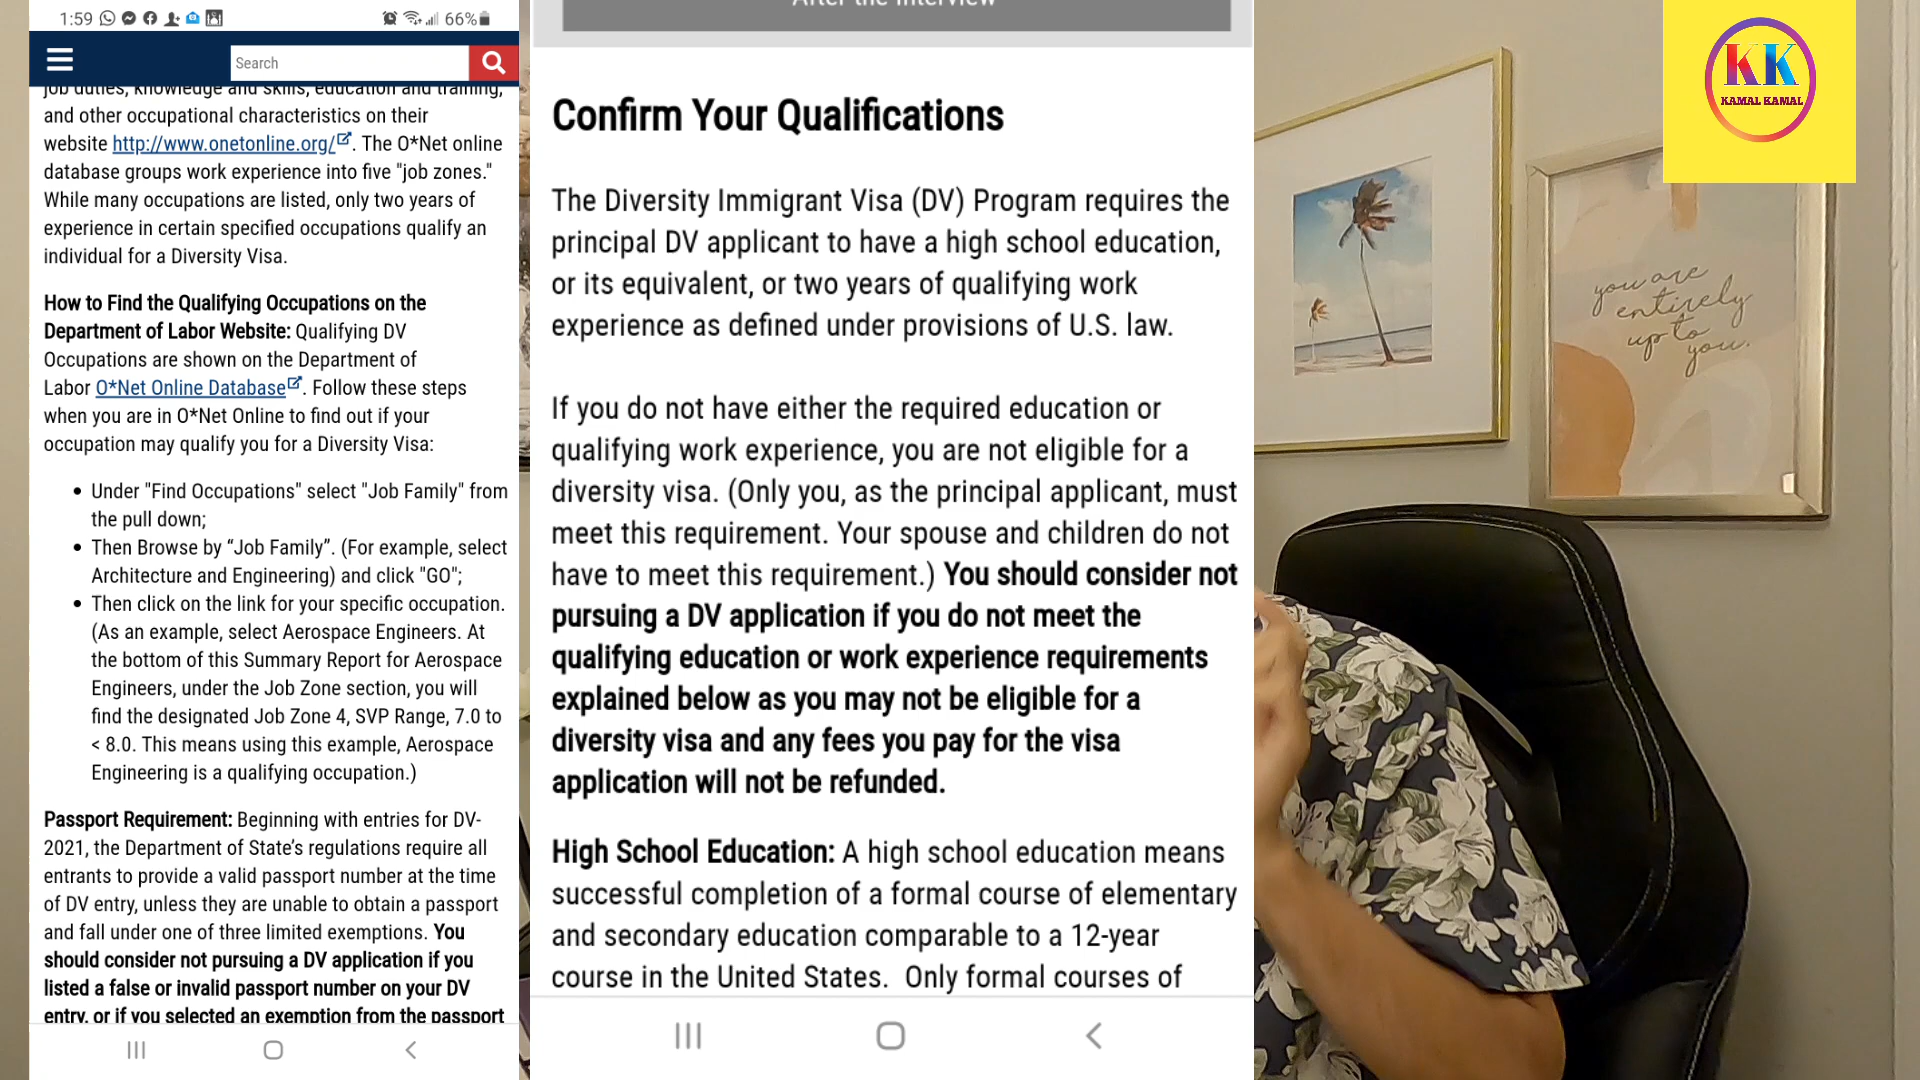 1:59
66%
Search
job duties, knowledge and skills, education and training,
and other occupational characteristics on their
website http://www.onetonline.org/. The O*Net online
database groups work experience into five "job zones."
While many occupations are listed, only two years of
experience in certain specified occupations qualify an
individual for a Diversity Visa.
How to Find the Qualifying Occupations on the
Department of Labor Website: Qualifying DV
Occupations are shown on the Department of
Labor O*Net Online Database. Follow these steps
when you are in O*Net Online to find out if your
occupation may qualify you for a Diversity Visa:
• Under "Find Occupations" select "Job Family" from
the pull down;
• Then Browse by “Job Family”. (For example, select
Architecture and Engineering) and click "GO";
• Then click on the link for your specific occupation.
(As an example, select Aerospace Engineers. At
the bottom of this Summary Report for Aerospace
Engineers, under the Job Zone section, you will
find the designated Job Zone 4, SVP Range, 7.0 to
< 8.0. This means using this example, Aerospace
Engineering is a qualifying occupation.)
Passport Requirement: Beginning with entries for DV-
2021, the Department of State’s regulations require all
entrants to provide a valid passport number at the time
of DV entry, unless they are unable to obtain a passport
and fall under one of three limited exemptions. You
should consider not pursuing a DV application if you
listed a false or invalid passport number on your DV
entry, or if you selected an exemption from the passport
After the Interview
Confirm Your Qualifications
The Diversity Immigrant Visa (DV) Program requires the
principal DV applicant to have a high school education,
or its equivalent, or two years of qualifying work
experience as defined under provisions of U.S. law.
If you do not have either the required education or
qualifying work experience, you are not eligible for a
diversity visa. (Only you, as the principal applicant, must
meet this requirement. Your spouse and children do not
have to meet this requirement.) You should consider not
pursuing a DV application if you do not meet the
qualifying education or work experience requirements
explained below as you may not be eligible for a
diversity visa and any fees you pay for the visa
application will not be refunded.
High School Education: A high school education means
successful completion of a formal course of elementary
and secondary education comparable to a 12-year
course in the United States. Only formal courses of
KK
KAMAL KAMAL
you are
entirely
up to
you.